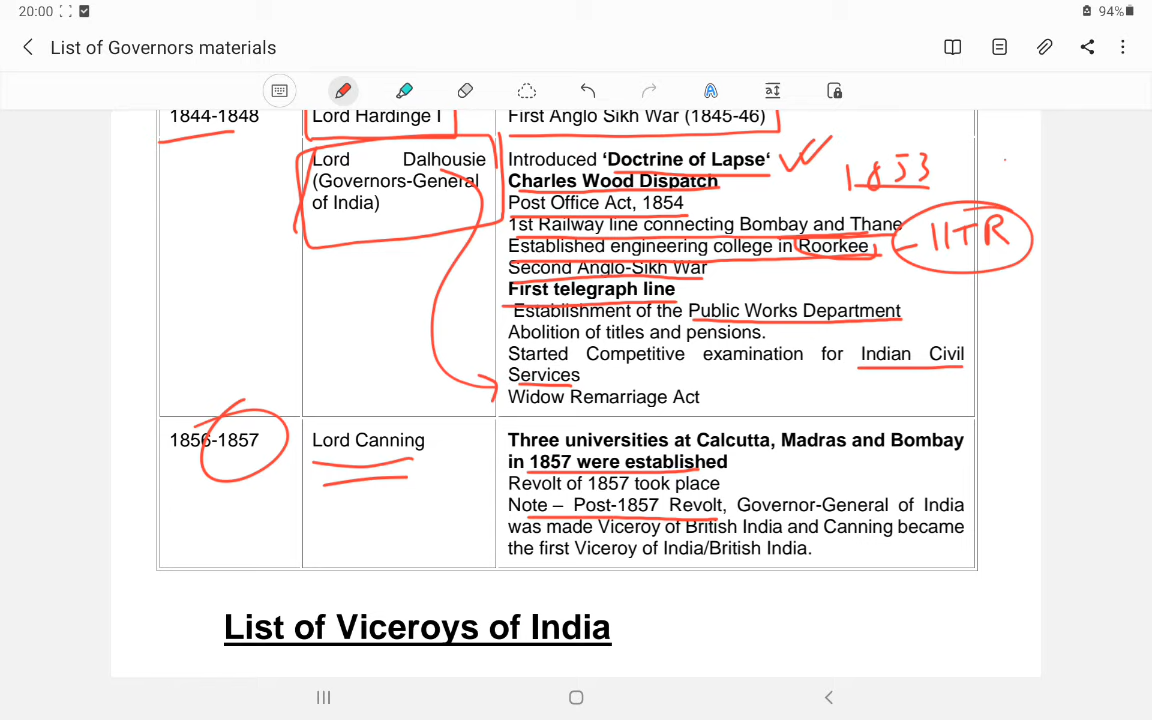 20:00
94%
List of Governors materials
1844-1848 Lord Hardinge I First Anglo Sikh War (1845-46)
Lord Dalhousie (Governors-General of India)
Introduced ‘Doctrine of Lapse‘
1853
Charles Wood Dispatch
Post Office Act, 1854
1st Railway line connecting Bombay and Thane
Established engineering college in Roorkee, - IITR
Second Anglo-Sikh War
First telegraph line
Establishment of the Public Works Department
Abolition of titles and pensions.
Started Competitive examination for Indian Civil
Services
Widow Remarriage Act
1856-1857 Lord Canning Three universities at Calcutta, Madras and Bombay
in 1857 were established
Revolt of 1857 took place
Note – Post-1857 Revolt, Governor-General of India
was made Viceroy of British India and Canning became
the first Viceroy of India/British India.
List of Viceroys of India